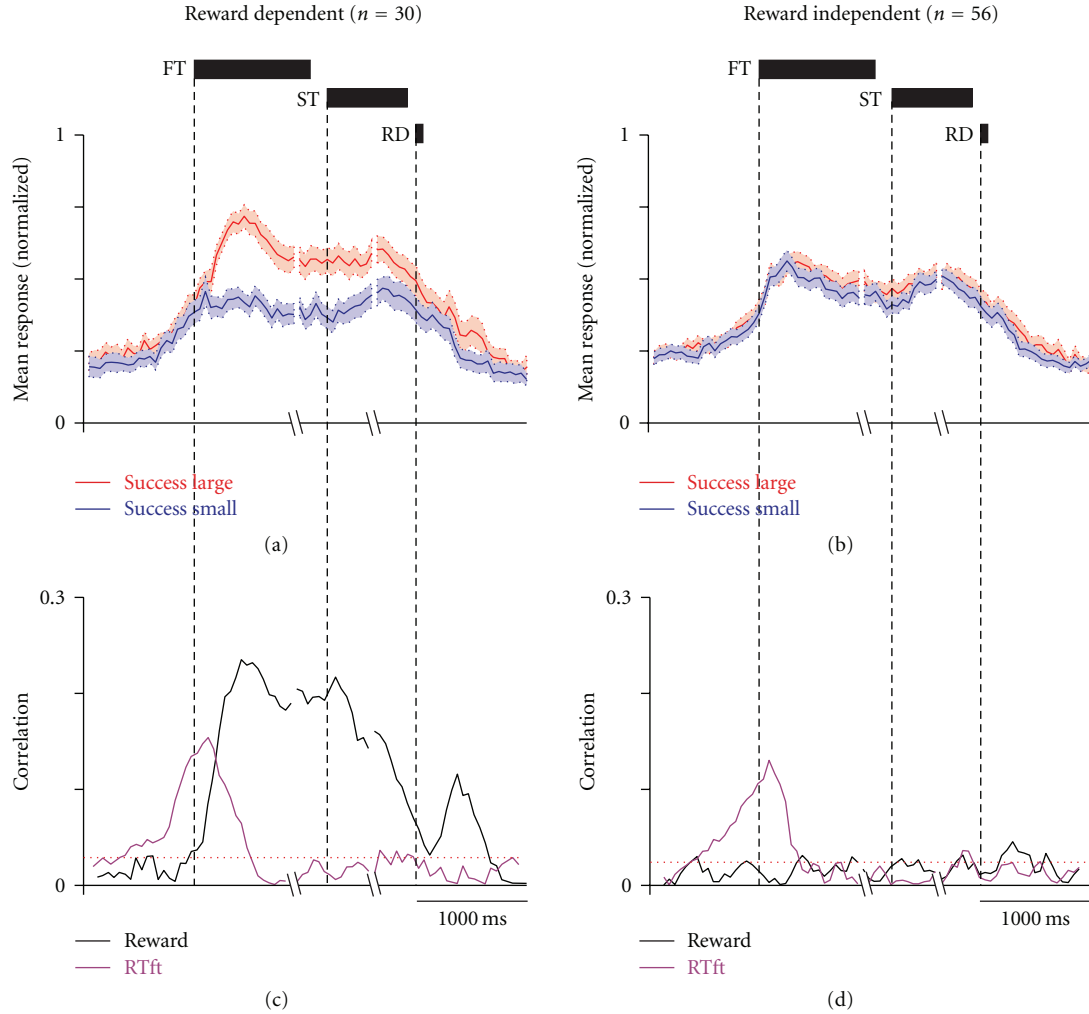 Reward dependent (n = 30)
FT
ST
RD
1
0
Mean response (normalized)
Success large
Success small
(a)
Reward independent (n = 56)
FT
ST
RD
1
0
Mean response (normalized)
Success large
Success small
(b)
0.3
0
Correlation
1000 ms
Reward
RTft
(c)
0.3
0
Correlation
1000 ms
Reward
RTft
(d)